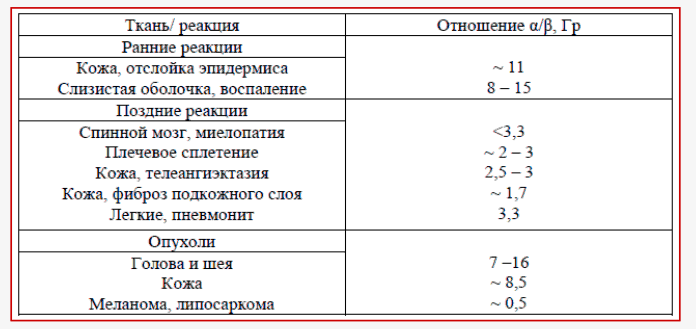 Ткань/ реакция Отношение α/β, Гр
Ранние реакции
Кожа, отслойка эпидермиса ~ 11
Слизистая оболочка, воспаление 8 – 15
Поздние реакции
Спинной мозг, миелопатия <3,3
Плечевое сплетение ~ 2 – 3
Кожа, телеангиэктазия 2,5 – 3
Кожа, фиброз подкожного слоя ~ 1,7
Легкие, пневмонит 3,3
Опухоли
Голова и шея 7 –16
Кожа ~ 8,5
Меланома, липосаркома ~ 0,5